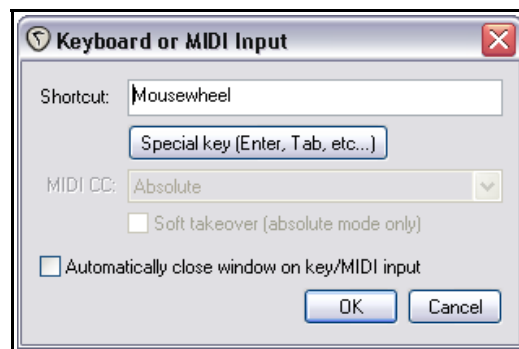 Keyboard or MIDI Input
Shortcut: Mousewheel
Special key (Enter, Tab, etc...)
MIDI CC: Absolute
Soft takeover (absolute mode only)
Automatically close window on key/MIDI input
OK Cancel